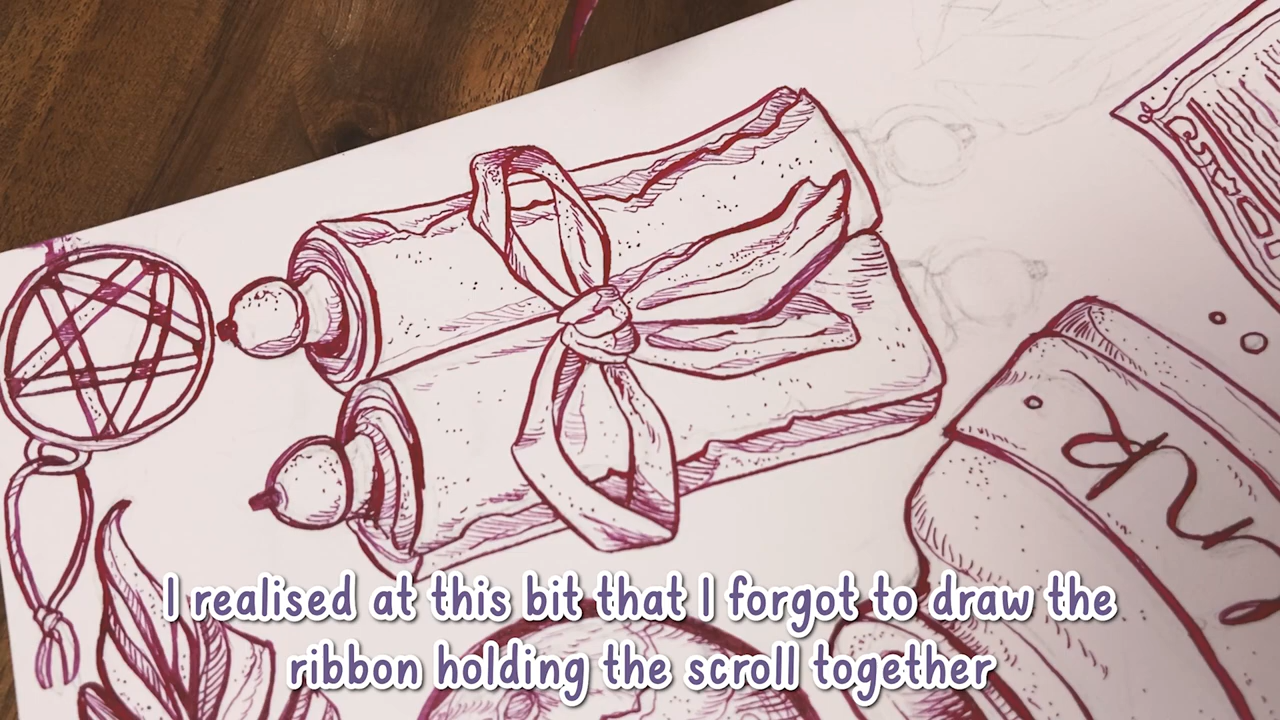 I realised at this bit that I forgot to draw the
ribbon holding the scroll together